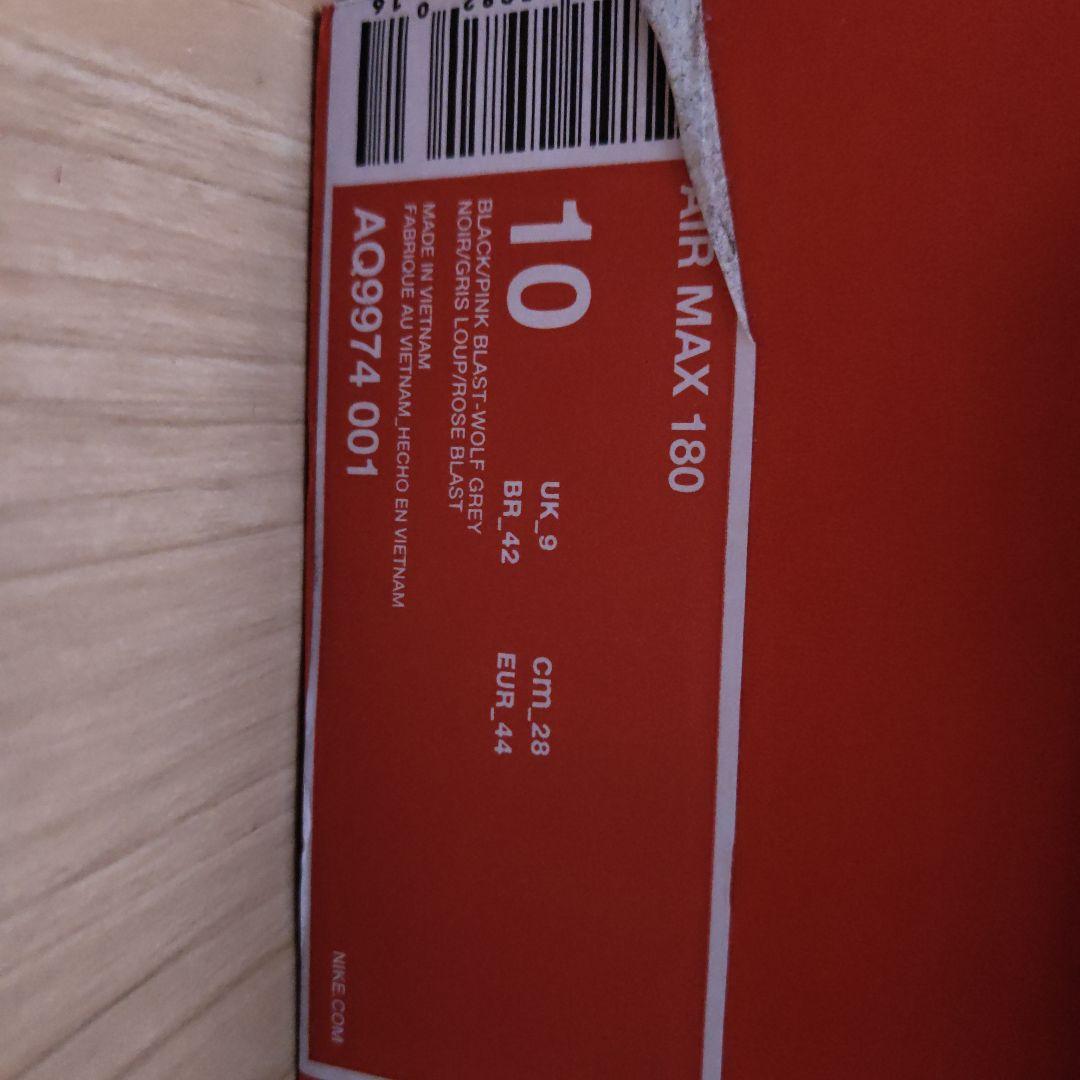 AIR MAX 180
10
UK_9
cm_28
BR_42
EUR_44
BLACK/PINK BLAST-WOLF GREY
NOIR/GRIS LOUP/ROSE BLAST
MADE IN VIETNAM
FABRIQUE AU VIETNAM_HECHO EN VIETNAM
AQ9974 001
NIKE.COM